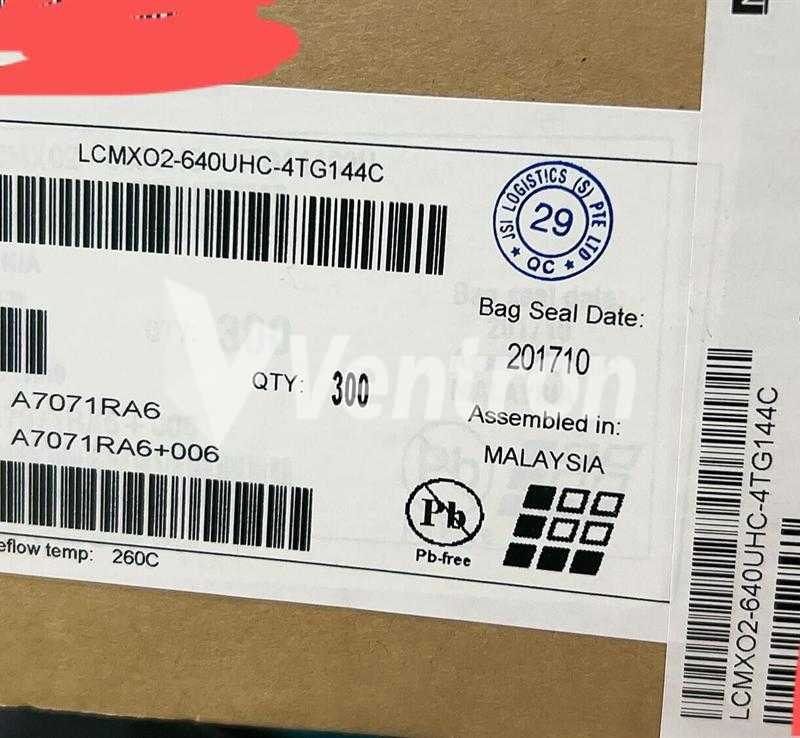 LCMXO2-640UHC-4TG144C
JSI LOGISTICS (S) PTE LTD
29
★ QC ★
Bag Seal Date:
201710
QTY: 300
A7071RA6
Assembled in:
A7071RA6+006
MALAYSIA
Pb
Pb-free
eflow temp: 260C
Ventron
LCMXO2-640UHC-4TG144C